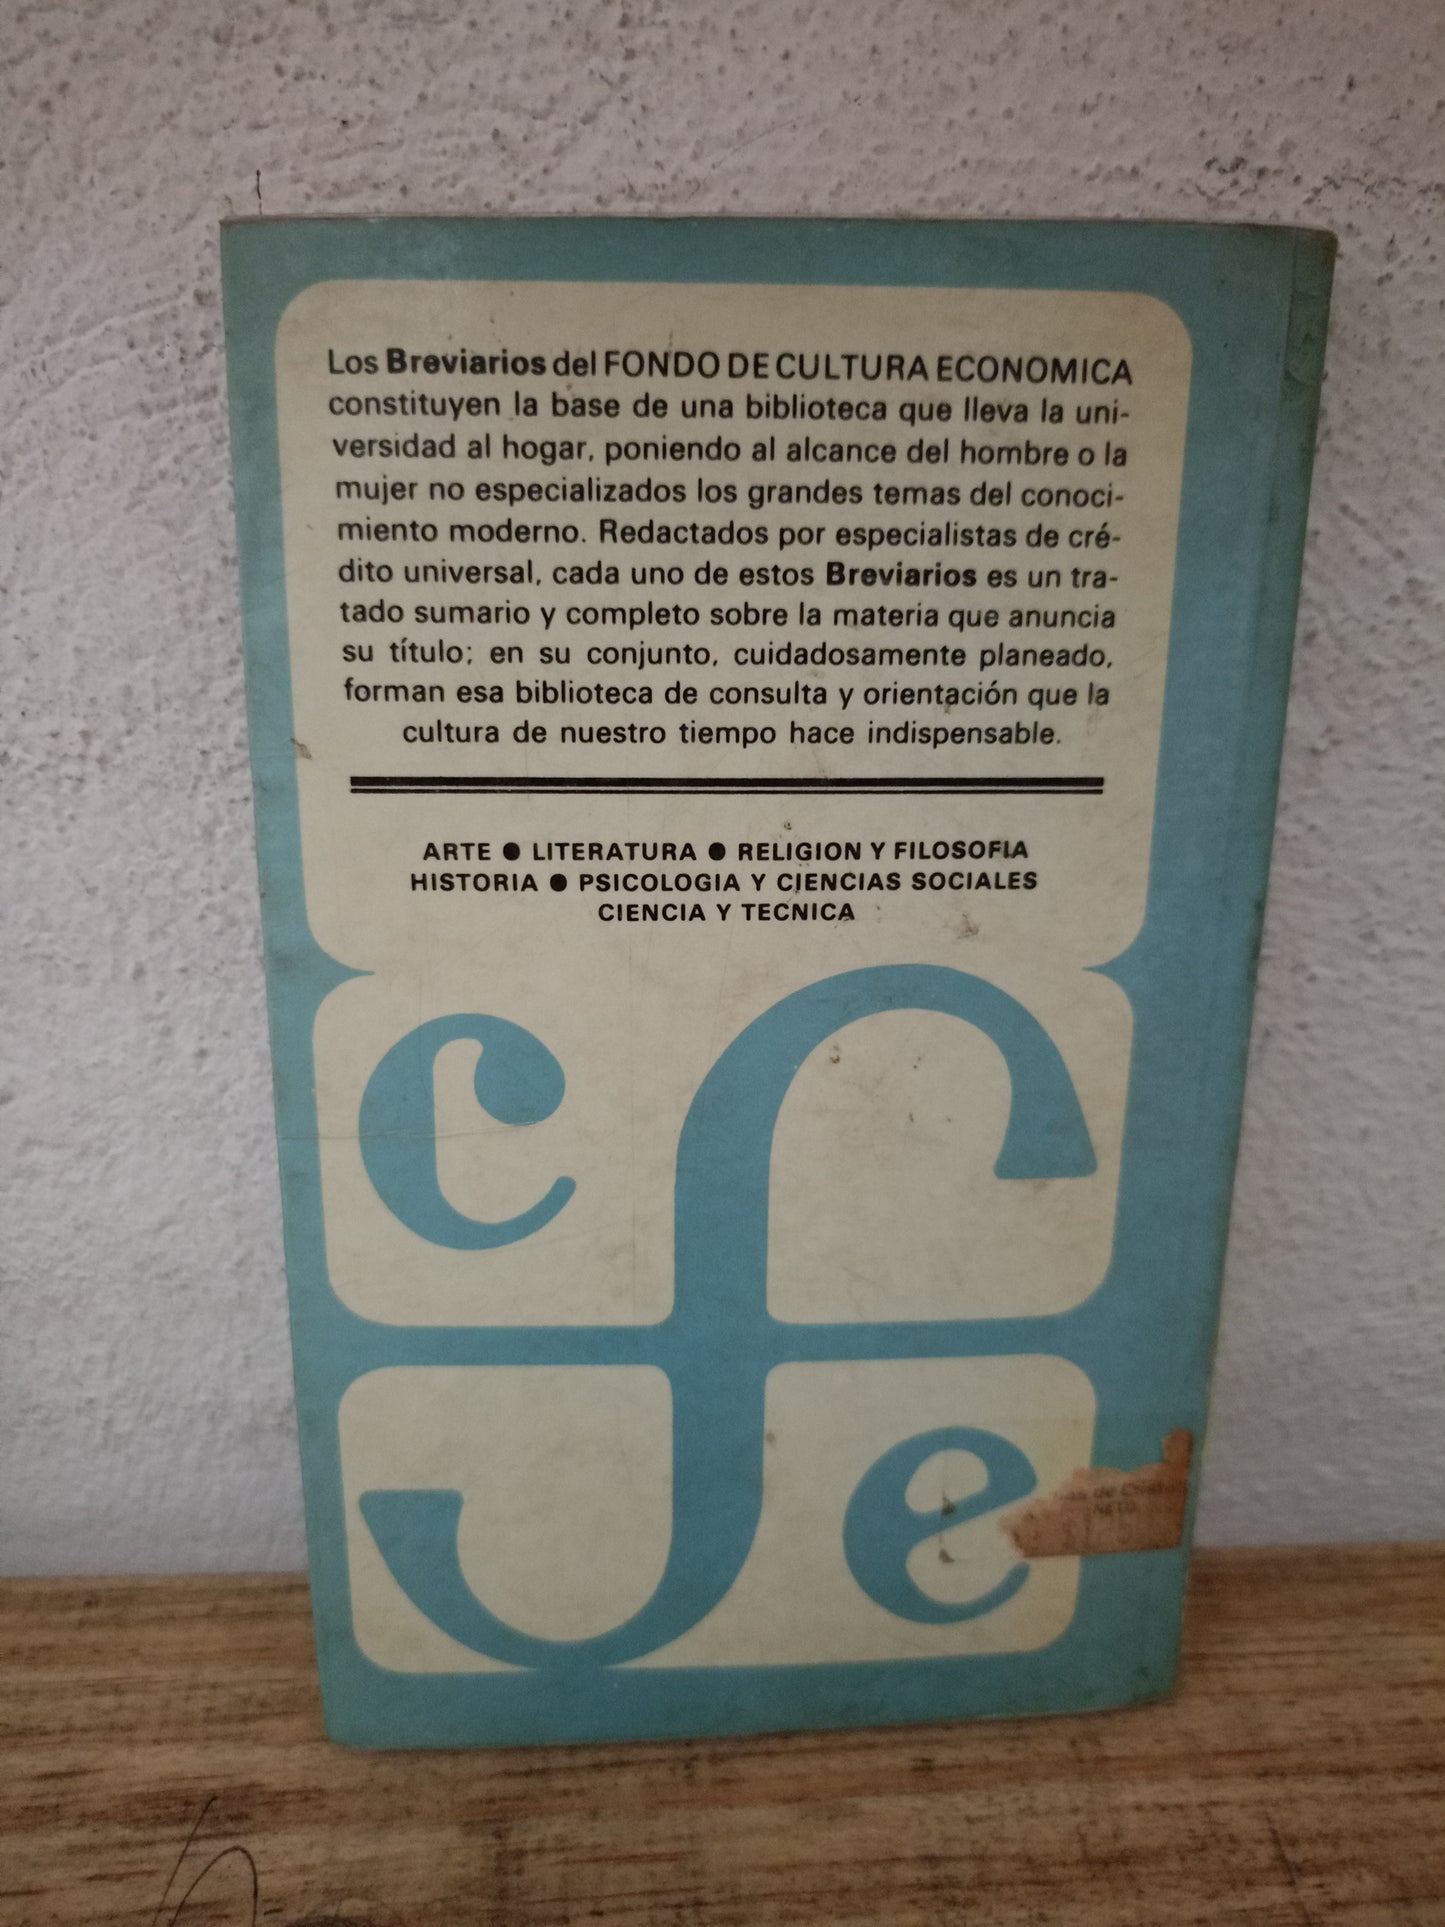 Los Breviarios del FONDO DE CULTURA ECONOMICA
constituyen la base de una biblioteca que lleva la uni-
versidad al hogar, poniendo al alcance del hombre o la
mujer no especializados los grandes temas del conoci-
miento moderno. Redactados por especialistas de cré-
dito universal, cada uno de estos Breviarios es un tra-
tado sumario y completo sobre la materia que anuncia
su título; en su conjunto, cuidadosamente planeado,
forman esa biblioteca de consulta y orientación que la
cultura de nuestro tiempo hace indispensable.
ARTE ● LITERATURA ● RELIGION Y FILOSOFIA
HISTORIA ● PSICOLOGIA Y CIENCIAS SOCIALES
CIENCIA Y TECNICA
c f
e
de